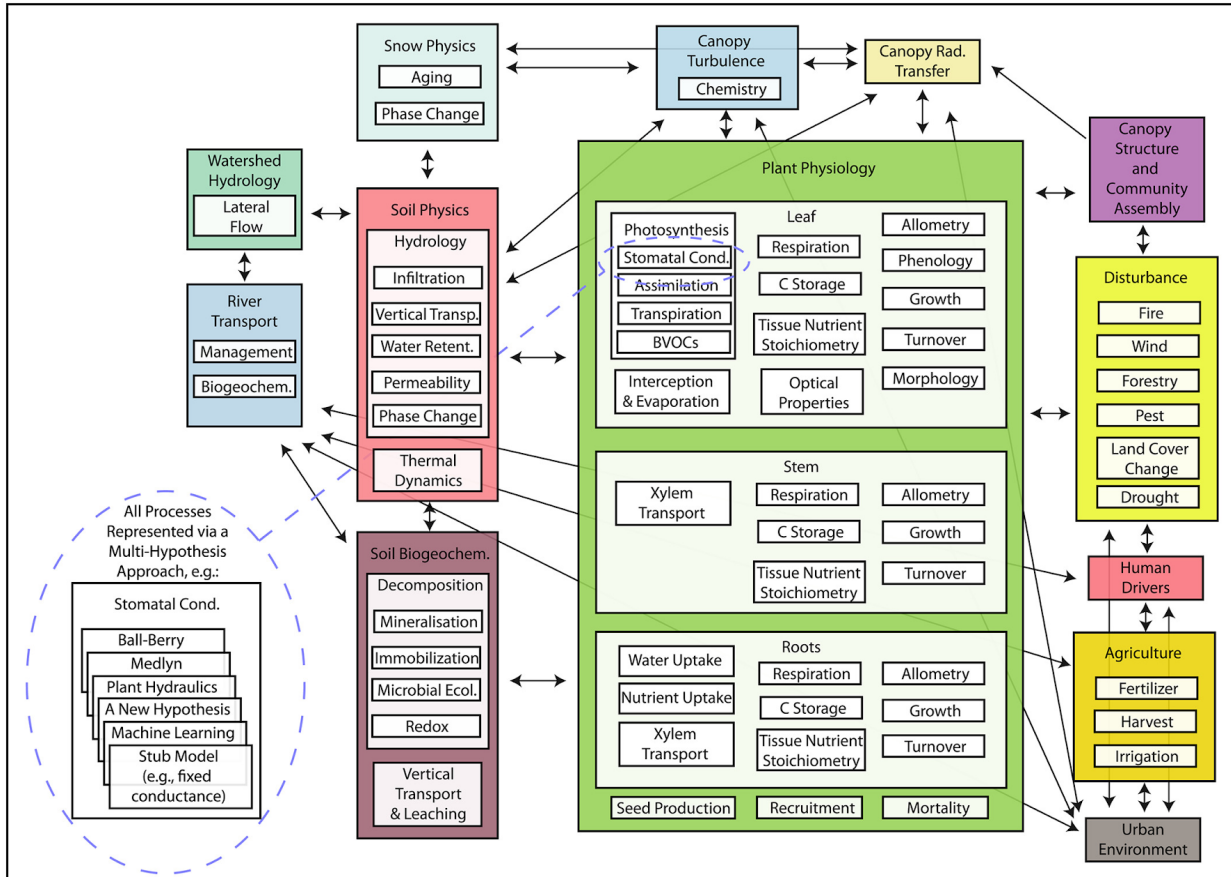 Snow Physics
Aging
Phase Change
Canopy
Turbulence
Chemistry
Canopy Rad.
Transfer
Canopy
Structure
and
Community
Assembly
Watershed
Hydrology
Lateral
Flow
River
Transport
Management
Biogeochem.
Soil Physics
Hydrology
Infiltration
Vertical Transp.
Water Retent.
Permeability
Phase Change
Thermal
Dynamics
Soil Biogeochem.
Decomposition
Mineralisation
Immobilization
Microbial Ecol.
Redox
Vertical
Transport
& Leaching
Plant Physiology
Leaf
Photosynthesis
Stomatal Cond.
Assimilation
Transpiration
BVOCs
Interception
& Evaporation
Respiration
C Storage
Tissue Nutrient
Stoichiometry
Optical
Properties
Allometry
Phenology
Growth
Turnover
Morphology
Stem
Xylem
Transport
Respiration
C Storage
Tissue Nutrient
Stoichiometry
Allometry
Growth
Turnover
Roots
Water Uptake
Nutrient Uptake
Xylem
Transport
Respiration
C Storage
Tissue Nutrient
Stoichiometry
Allometry
Growth
Turnover
Seed Production
Recruitment
Mortality
Disturbance
Fire
Wind
Forestry
Pest
Land Cover
Change
Drought
Human
Drivers
Agriculture
Fertilizer
Harvest
Irrigation
Urban
Environment
All Processes
Represented via a
Multi-Hypothesis
Approach, e.g.:
Stomatal Cond.
Ball-Berry
Medlyn
Plant Hydraulics
A New Hypothesis
Machine Learning
Stub Model
(e.g., fixed
conductance)